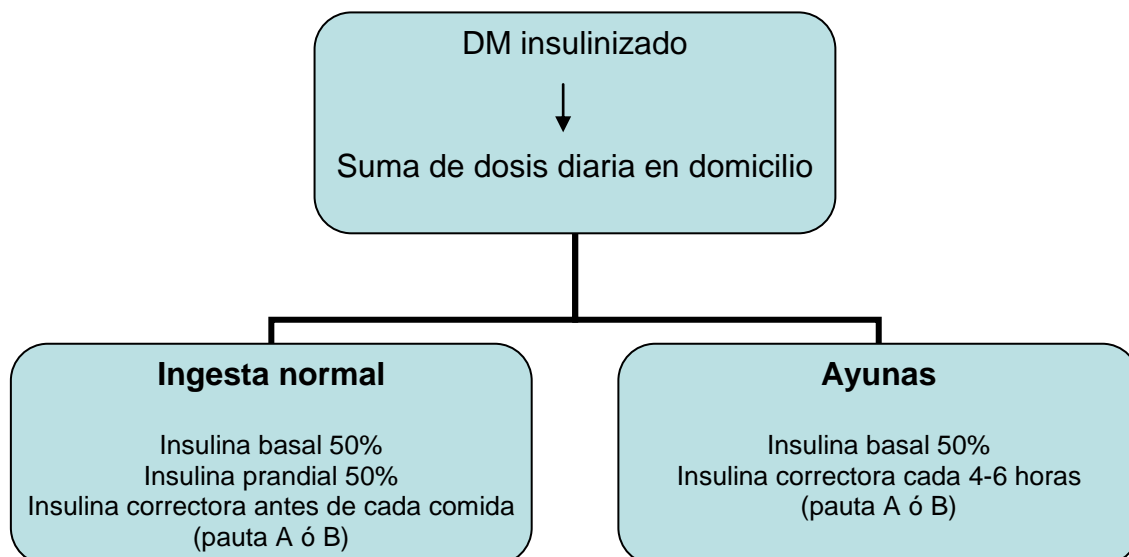 DM insulinizado
Suma de dosis diaria en domicilio
Ingesta normal
Insulina basal 50%
Insulina prandial 50%
Insulina correctora antes de cada comida
(pauta A ó B)
Ayunas
Insulina basal 50%
Insulina correctora cada 4-6 horas
(pauta A ó B)